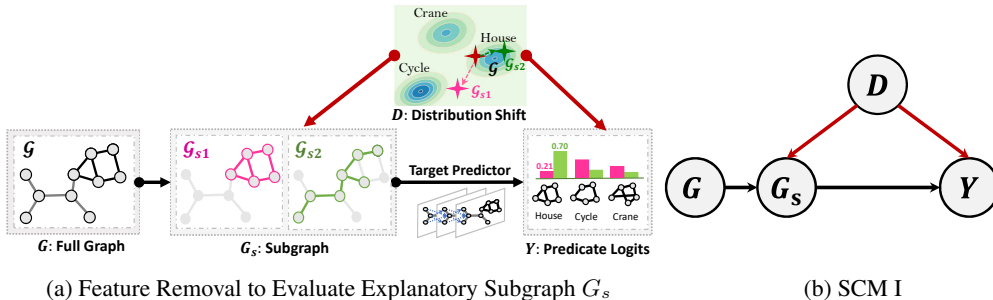 Crane
House
Cycle
𝒢
𝒢s2
𝒢s1
D: Distribution Shift
𝒢
𝒢s1
𝒢s2
Target Predictor
0.70
0.21
House Cycle Crane
G: Full Graph
Gs: Subgraph
Y: Predicate Logits
(a) Feature Removal to Evaluate Explanatory Subgraph Gs
D
G
Gs
Y
(b) SCM I